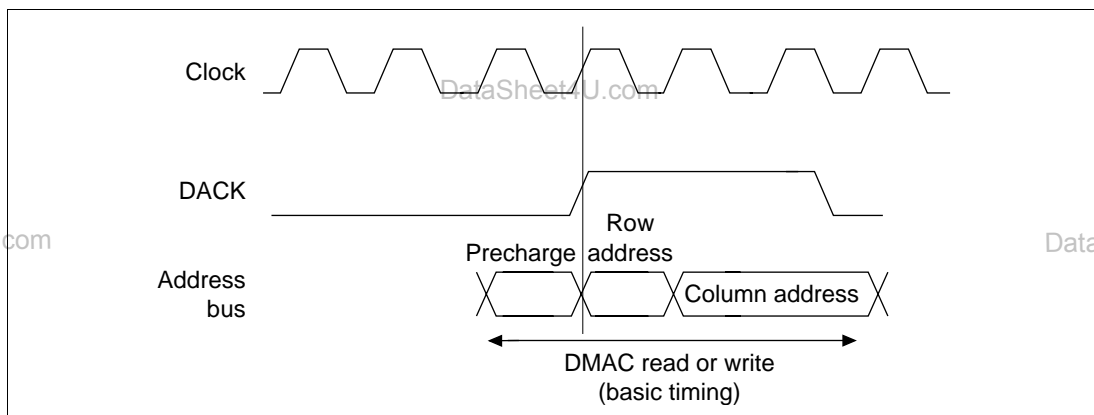 Clock
DataSheet4U.com
DACK
Row
.com
Precharge address
Data
Address
bus
Column address
DMAC read or write
(basic timing)